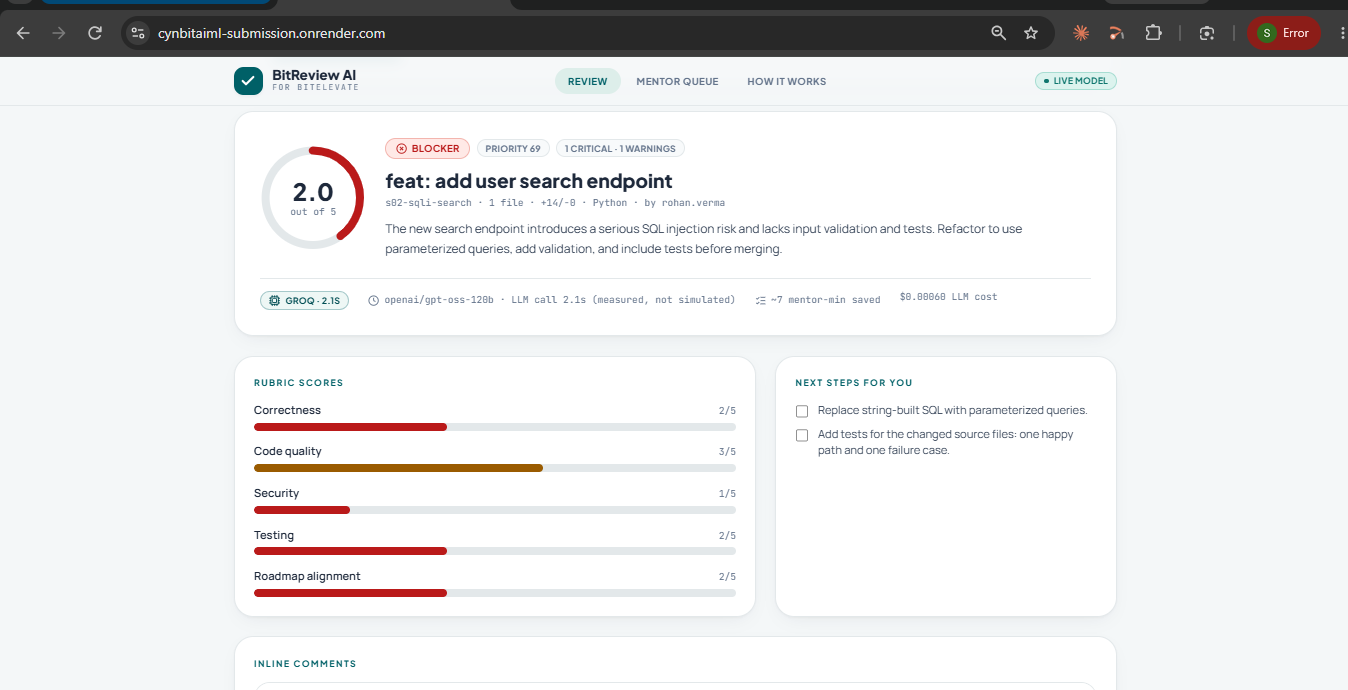 cynbitaiml-submission.onrender.com
S
Error
BitReview AI
FOR BITELEVATE
REVIEW
MENTOR QUEUE
HOW IT WORKS
LIVE MODEL
2.0
out of 5
BLOCKER
PRIORITY 69
1 CRITICAL · 1 WARNINGS
feat: add user search endpoint
s02-sqli-search · 1 file · +14/-0 · Python · by rohan.verma
The new search endpoint introduces a serious SQL injection risk and lacks input validation and tests. Refactor to use
parameterized queries, add validation, and include tests before merging.
GROQ · 2.1S
openai/gpt-oss-120b · LLM call 2.1s (measured, not simulated)
~7 mentor-min saved
$0.00060 LLM cost
RUBRIC SCORES
Correctness
2/5
Code quality
3/5
Security
1/5
Testing
2/5
Roadmap alignment
2/5
NEXT STEPS FOR YOU
Replace string-built SQL with parameterized queries.
Add tests for the changed source files: one happy
path and one failure case.
INLINE COMMENTS